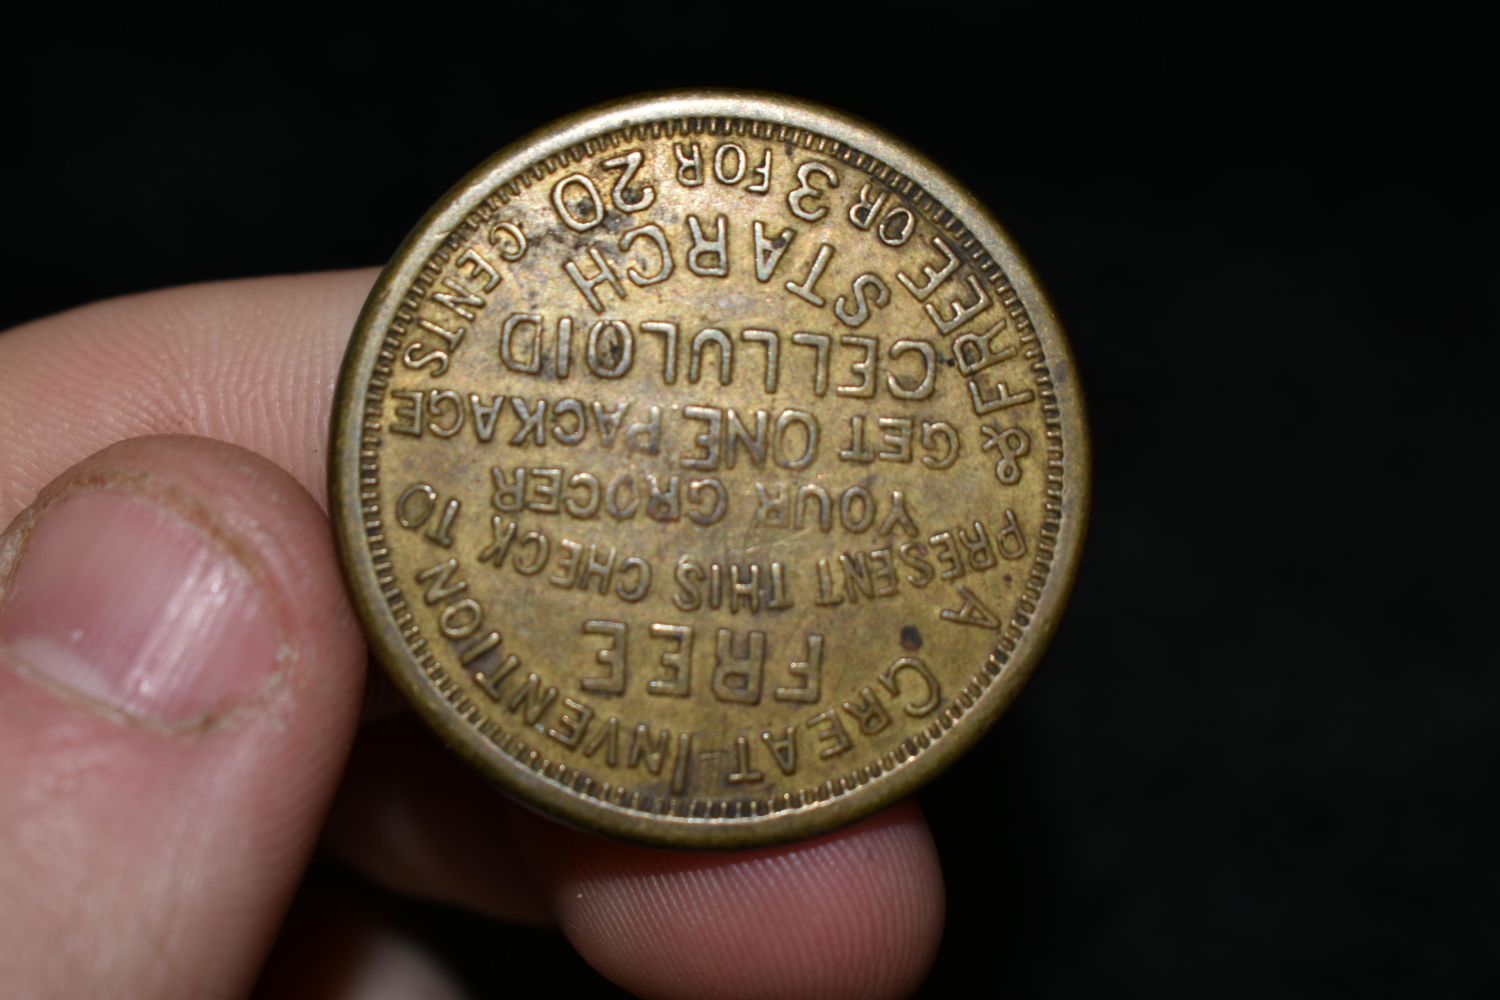 A GREAT INVENTION
FREE
PRESENT THIS CHECK TO
YOUR GROCER
& GET ONE PACKAGE
CELLULOID
STARCH
FREE OR 3 FOR 20 CENTS